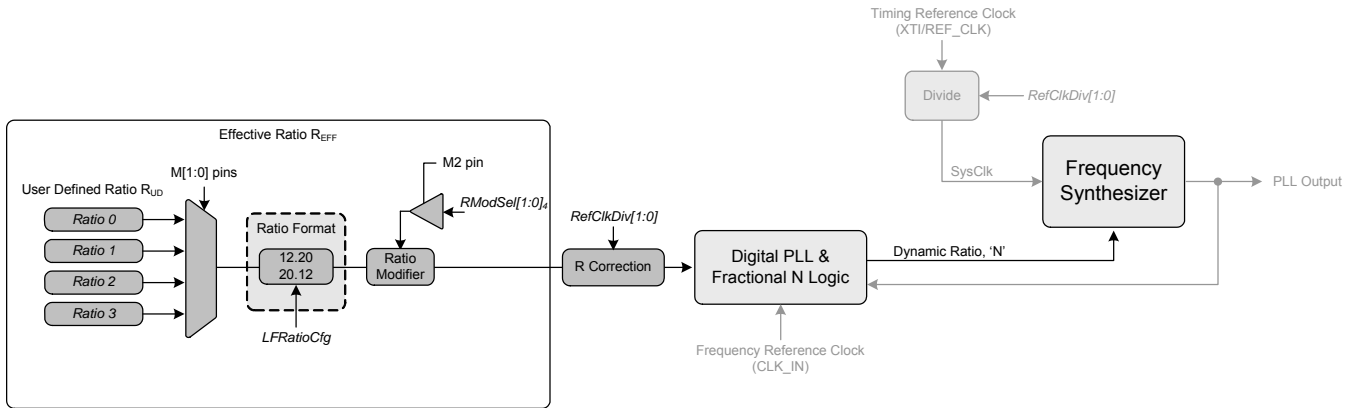 Timing Reference Clock
(XTI/REF_CLK)
Divide
RefClkDiv[1:0]
Effective Ratio REFF
M[1:0] pins
M2 pin
User Defined Ratio RUD
RModSel[1:0]4
SysClk
Frequency
Synthesizer
PLL Output
Ratio 0
Ratio 1
Ratio 2
Ratio 3
Ratio Format
12.20
20.12
LFRatioCfg
Ratio
Modifier
RefClkDiv[1:0]
R Correction
Digital PLL &
Fractional N Logic
Dynamic Ratio, 'N'
Frequency Reference Clock
(CLK_IN)